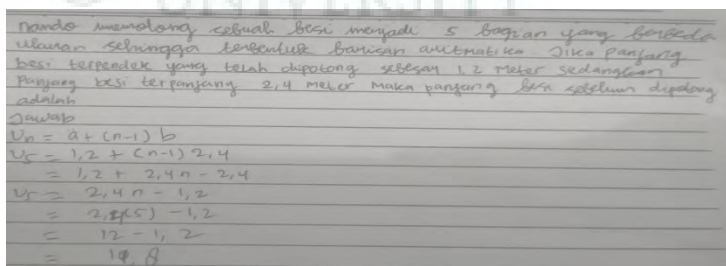 nando memotong sebuah besi menjadi 5 bagian yang berbeda
ukuran sehingga terbentuk barisan aritmatika Jika panjang
besi terpendek yang telah dipotong sebesar 1,2 meter sedangkan
Panjang besi terpanjang 2,4 meter maka panjang besi sebelum dipotong
adalah
Jawab
Un = a + (n-1) b
U5 = 1,2 + (n-1) 2,4
= 1,2 + 2,4n - 2,4
U5 = 2,4n - 1,2
= 2,4(5) - 1,2
= 12 - 1,2
= 10,8